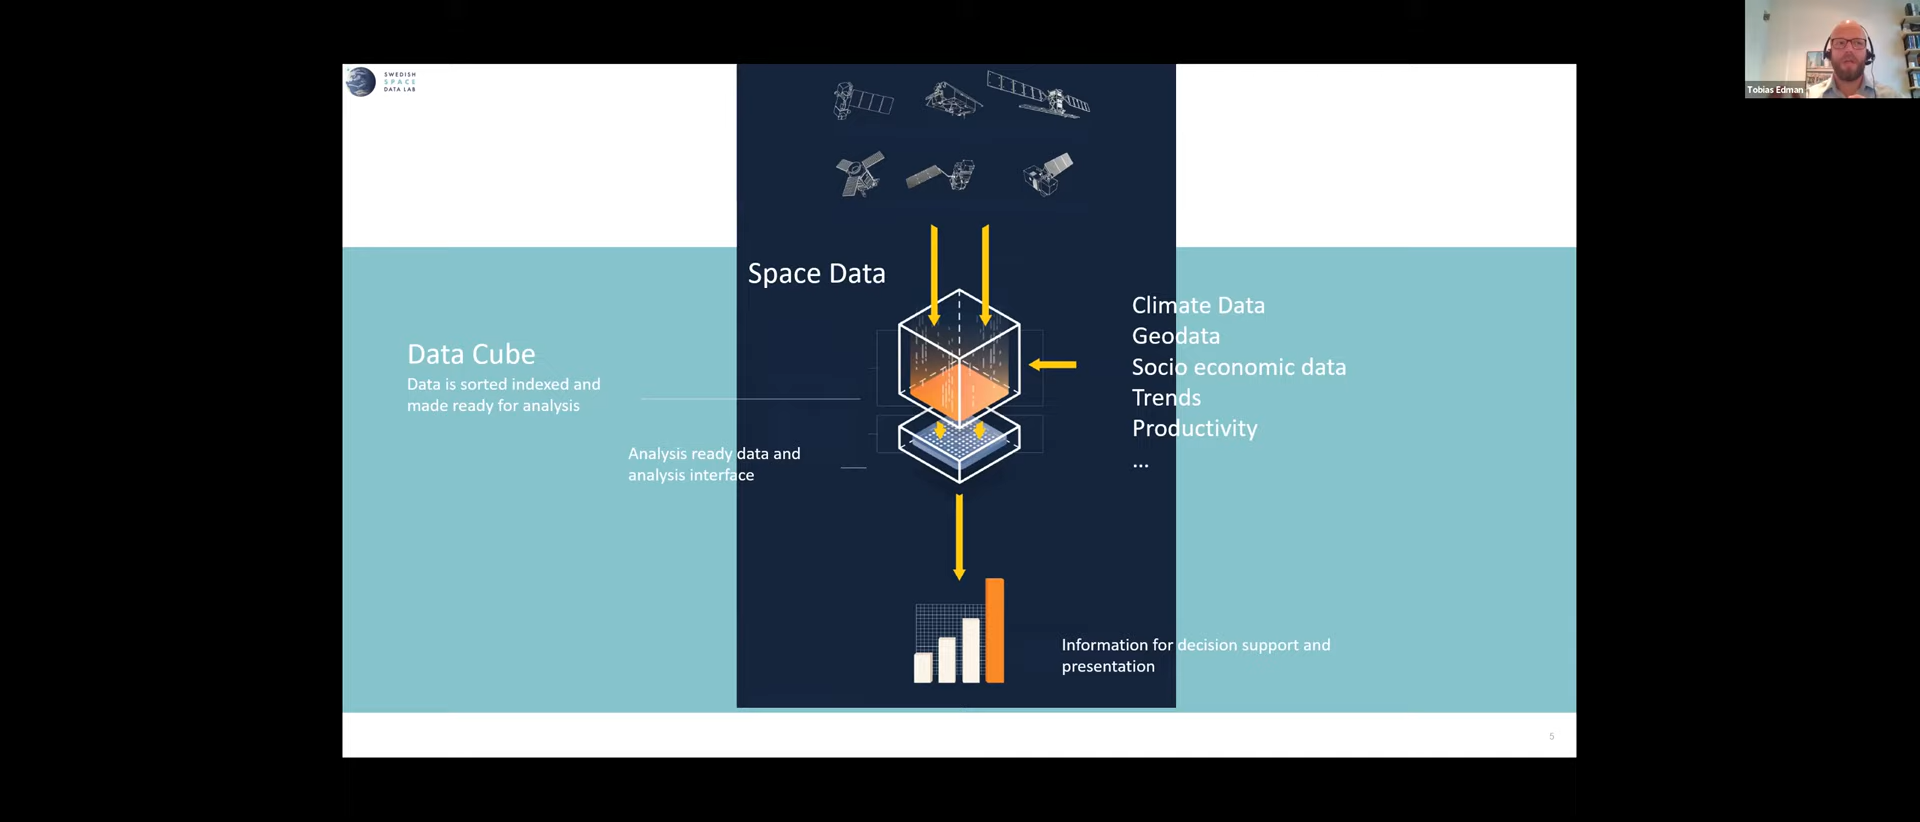 SWEDISH
SPACE
DATA LAB
Tobias Edman
Space Data
Climate Data
Geodata
Socio economic data
Trends
Productivity
...
Data Cube
Data is sorted indexed and
made ready for analysis
Analysis ready data and
analysis interface
Information for decision support and
presentation
5